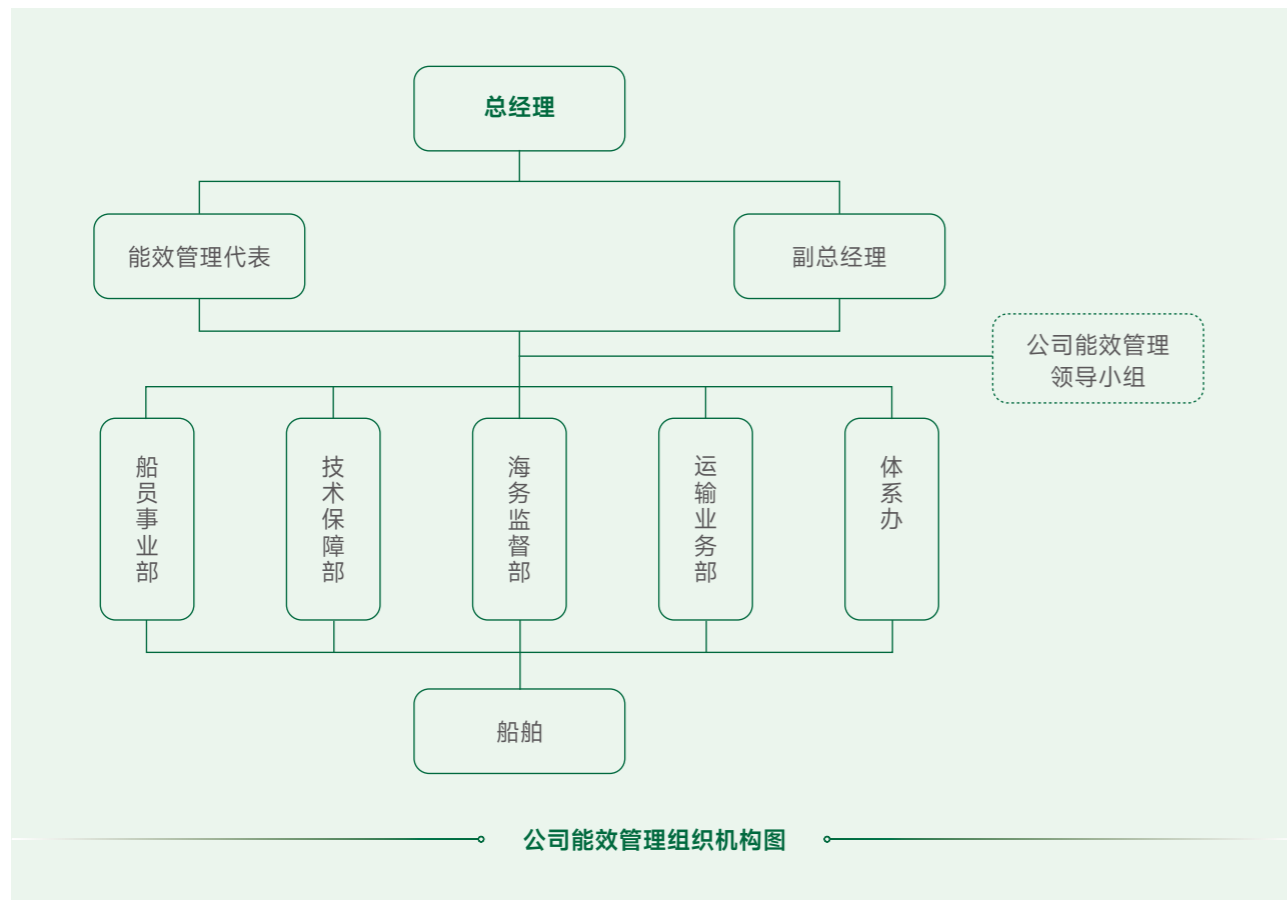 总经理
能效管理代表
副总经理
公司能效管理
领导小组
船员事业部
技术保障部
海务监督部
运输业务部
体系办
船舶
公司能效管理组织机构图